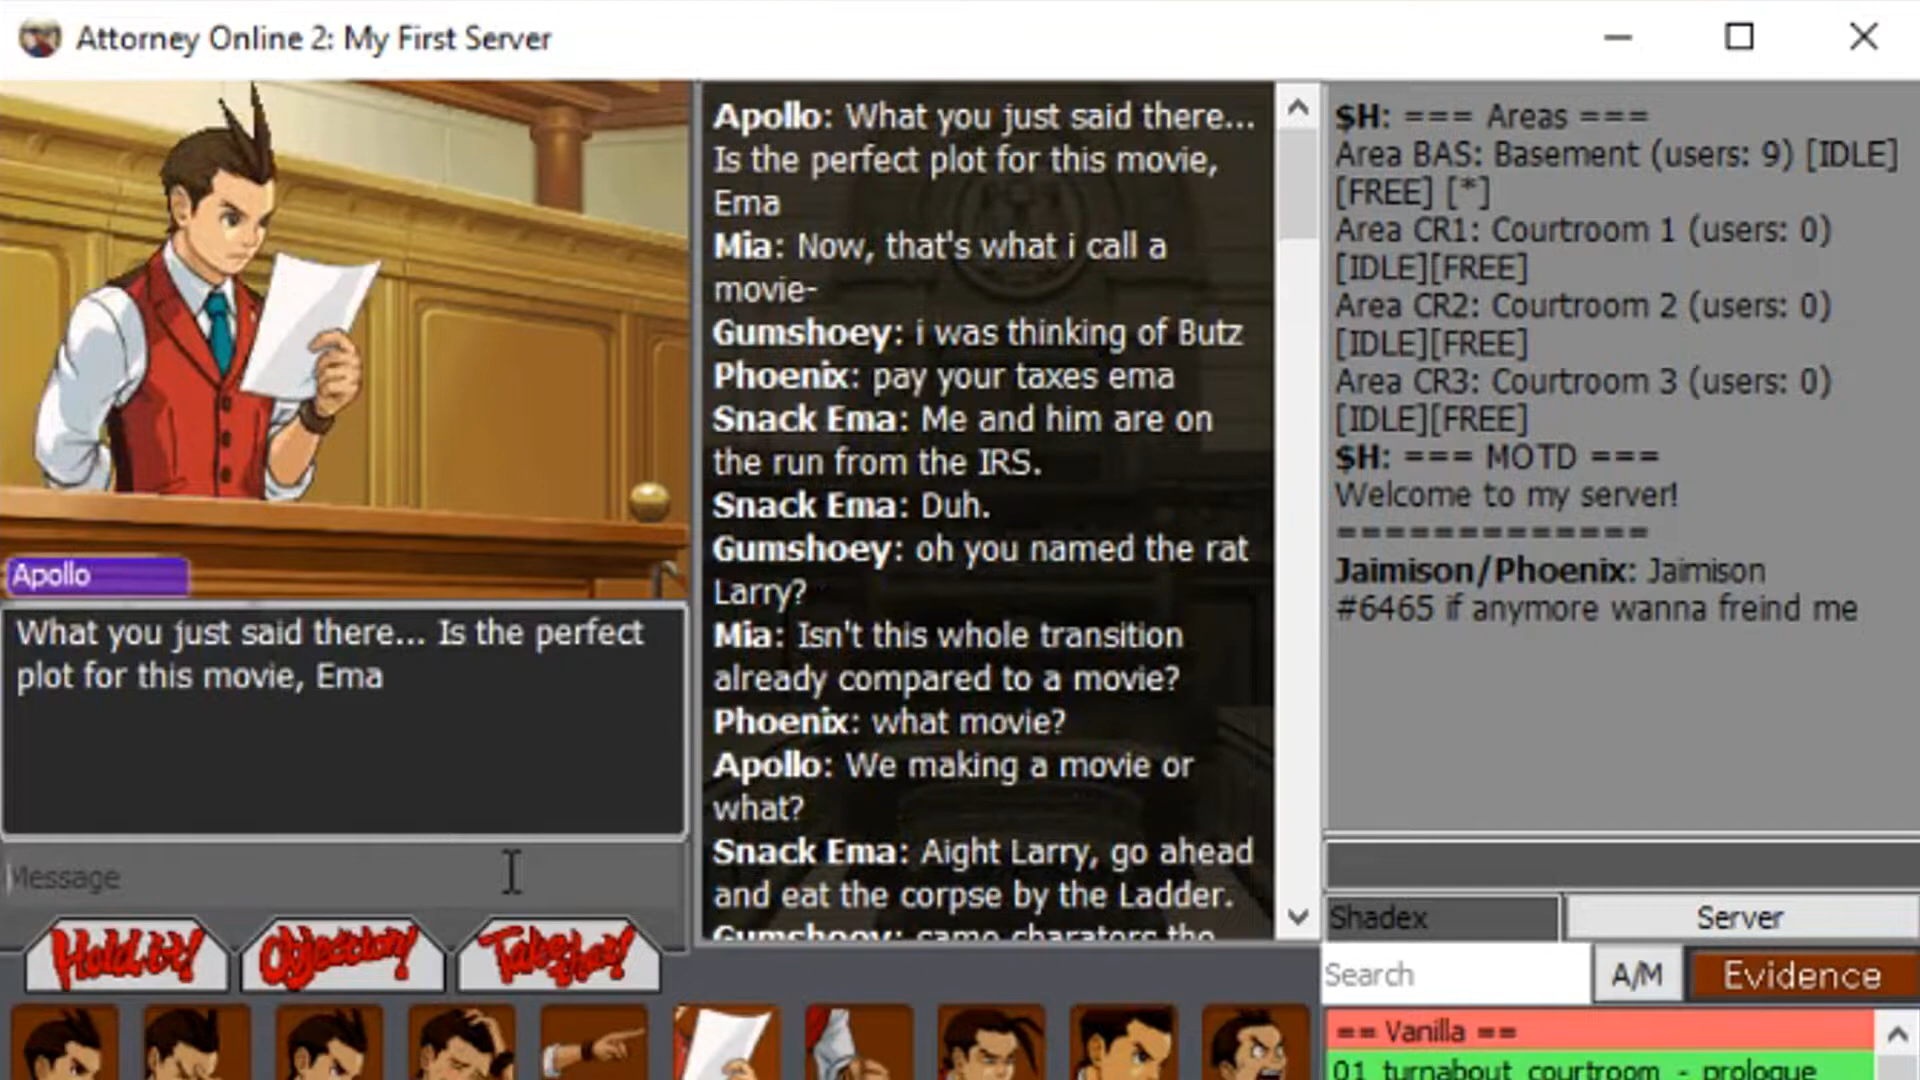 Attorney Online 2: My First Server
Apollo: What you just said there...
Is the perfect plot for this movie,
Ema
Mia: Now, that's what i call a
movie-
Gumshoey: i was thinking of Butz
Phoenix: pay your taxes ema
Snack Ema: Me and him are on
the run from the IRS.
Snack Ema: Duh.
Gumshoey: oh you named the rat
Larry?
Mia: Isn't this whole transition
already compared to a movie?
Phoenix: what movie?
Apollo: We making a movie or
what?
Snack Ema: Aight Larry, go ahead
and eat the corpse by the Ladder.
Gumshoey: same charaters the
$H: === Areas ===
Area BAS: Basement (users: 9) [IDLE]
[FREE] [*]
Area CR1: Courtroom 1 (users: 0)
[IDLE][FREE]
Area CR2: Courtroom 2 (users: 0)
[IDLE][FREE]
Area CR3: Courtroom 3 (users: 0)
[IDLE][FREE]
$H: === MOTD ===
Welcome to my server!
=============
Jaimison/Phoenix: Jaimison
#6465 if anymore wanna freind me
Apollo
What you just said there... Is the perfect
plot for this movie, Ema
Message
Hold it!
Objection!
Take that!
Shadex
Server
Search
A/M
Evidence
== Vanilla ==
01 turnabout courtroom - prologue